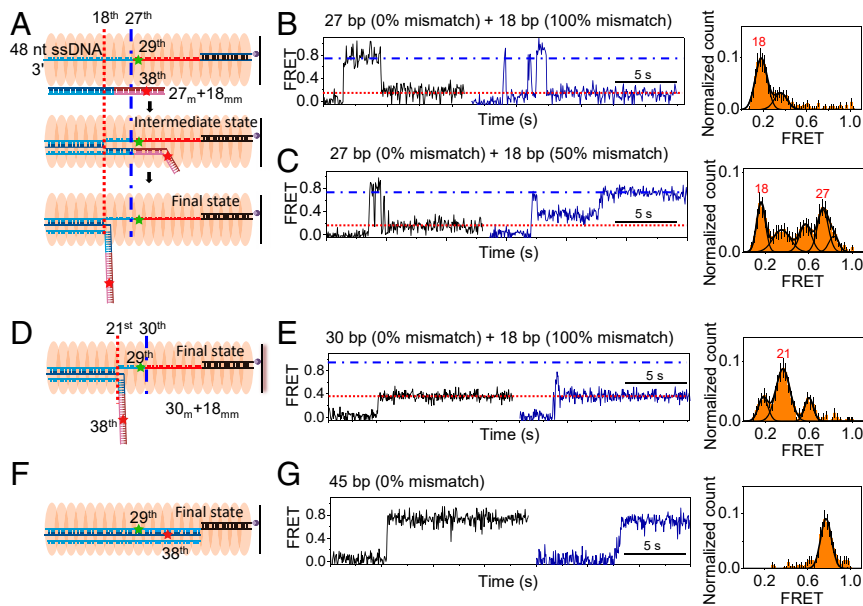 A
18th 27th
48 nt ssDNA
29th
3'
38th
27m+18mm
Intermediate state
Final state
B
27 bp (0% mismatch) + 18 bp (100% mismatch)
FRET
0.8
0.4
0.0
5 s
Time (s)
Normalized count
0.1
0.0
18
0.2 0.6 1.0
FRET
C
27 bp (0% mismatch) + 18 bp (50% mismatch)
FRET
0.8
0.4
0.0
5 s
Time (s)
Normalized count
0.1
0.0
18 27
0.2 0.6 1.0
FRET
D
21st 30th
29th
Final state
30m+18mm
38th
E
30 bp (0% mismatch) + 18 bp (100% mismatch)
FRET
0.8
0.4
0.0
5 s
Time (s)
Normalized count
0.1
0.0
21
0.2 0.6 1.0
FRET
F
29th
Final state
38th
G
45 bp (0% mismatch)
FRET
0.8
0.4
0.0
5 s
Time (s)
Normalized count
0.1
0.0
0.2 0.6 1.0
FRET